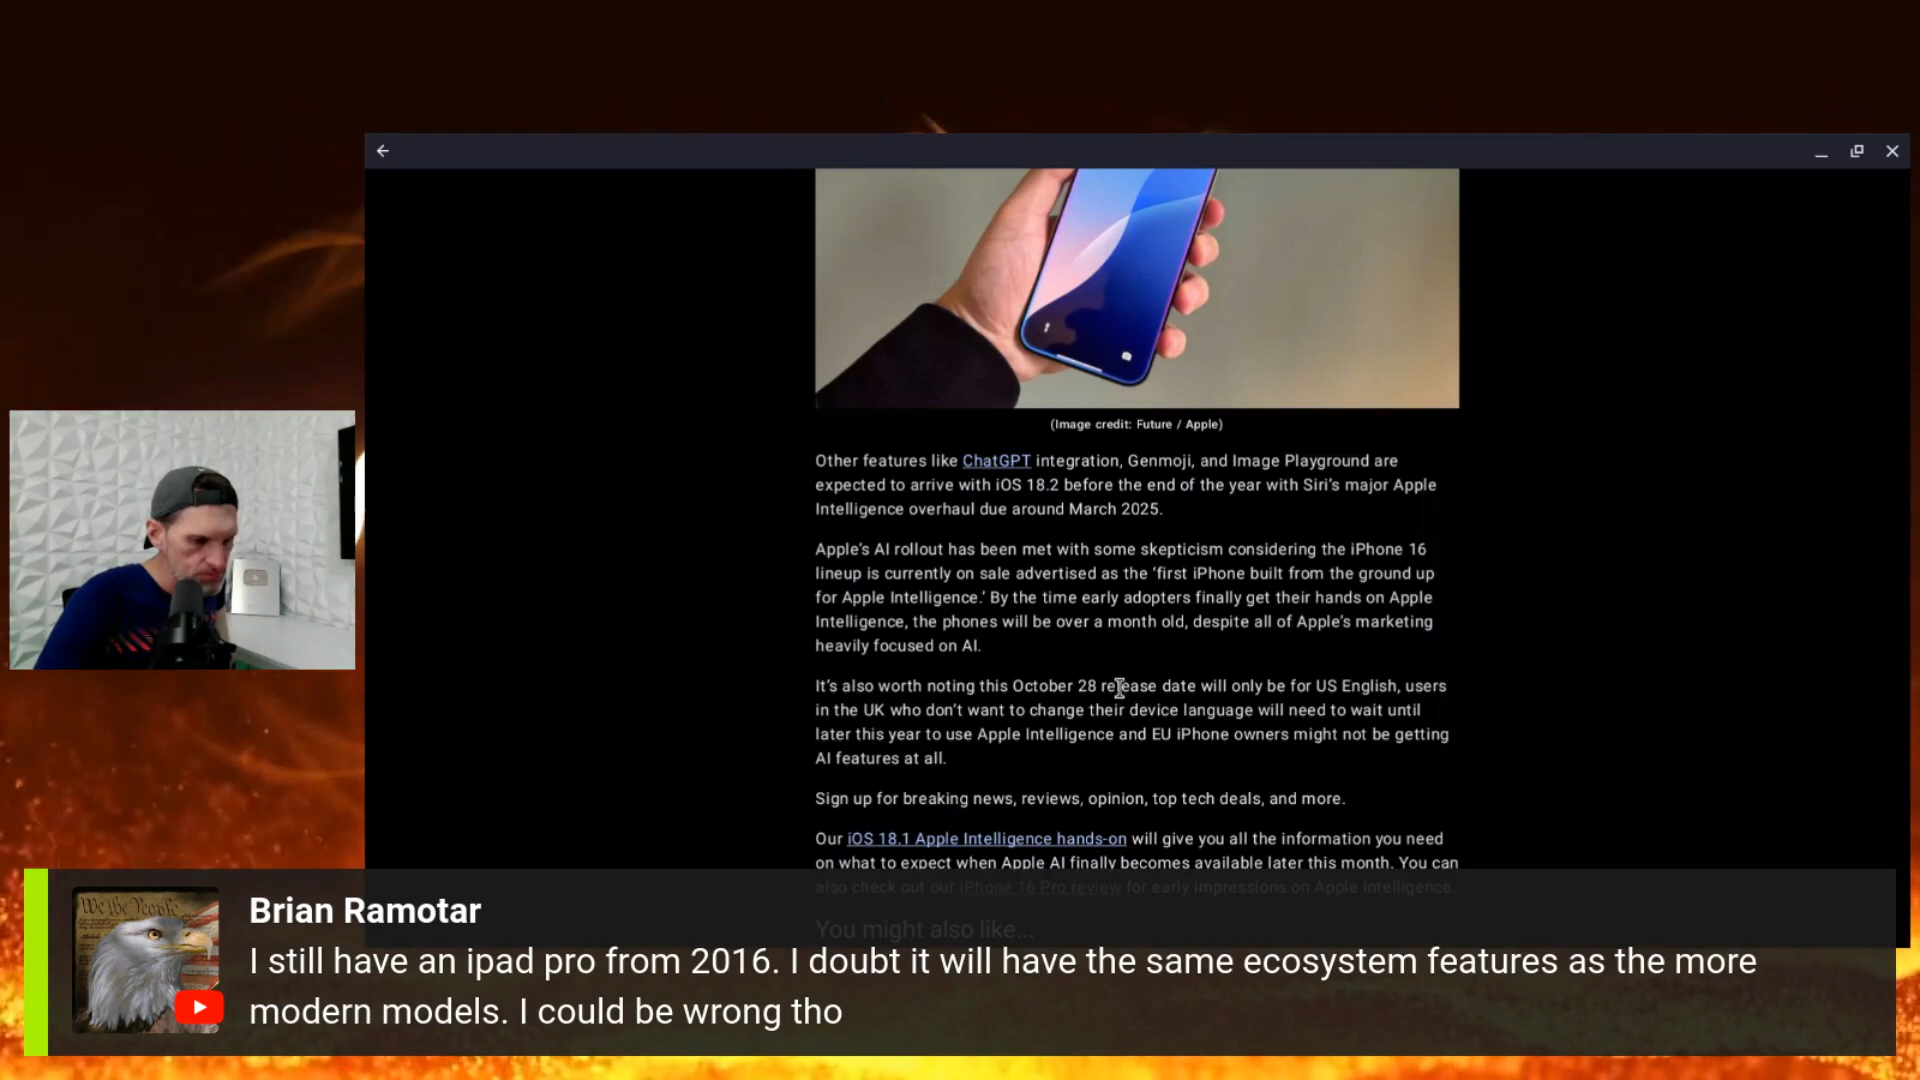 (Image credit: Future / Apple)
Other features like ChatGPT integration, Genmoji, and Image Playground are
expected to arrive with iOS 18.2 before the end of the year with Siri's major Apple
Intelligence overhaul due around March 2025.
Apple's AI rollout has been met with some skepticism considering the iPhone 16
lineup is currently on sale advertised as the 'first iPhone built from the ground up
for Apple Intelligence.' By the time early adopters finally get their hands on Apple
Intelligence, the phones will be over a month old, despite all of Apple's marketing
heavily focused on AI.
It's also worth noting this October 28 release date will only be for US English, users
in the UK who don't want to change their device language will need to wait until
later this year to use Apple Intelligence and EU iPhone owners might not be getting
AI features at all.
Sign up for breaking news, reviews, opinion, top tech deals, and more.
Our iOS 18.1 Apple Intelligence hands-on will give you all the information you need
on what to expect when Apple AI finally becomes available later this month. You can
also check out our iPhone 16 Pro review for early impressions on Apple Intelligence.
You might also like...
We the People
Brian Ramotar
I still have an ipad pro from 2016. I doubt it will have the same ecosystem features as the more
modern models. I could be wrong tho